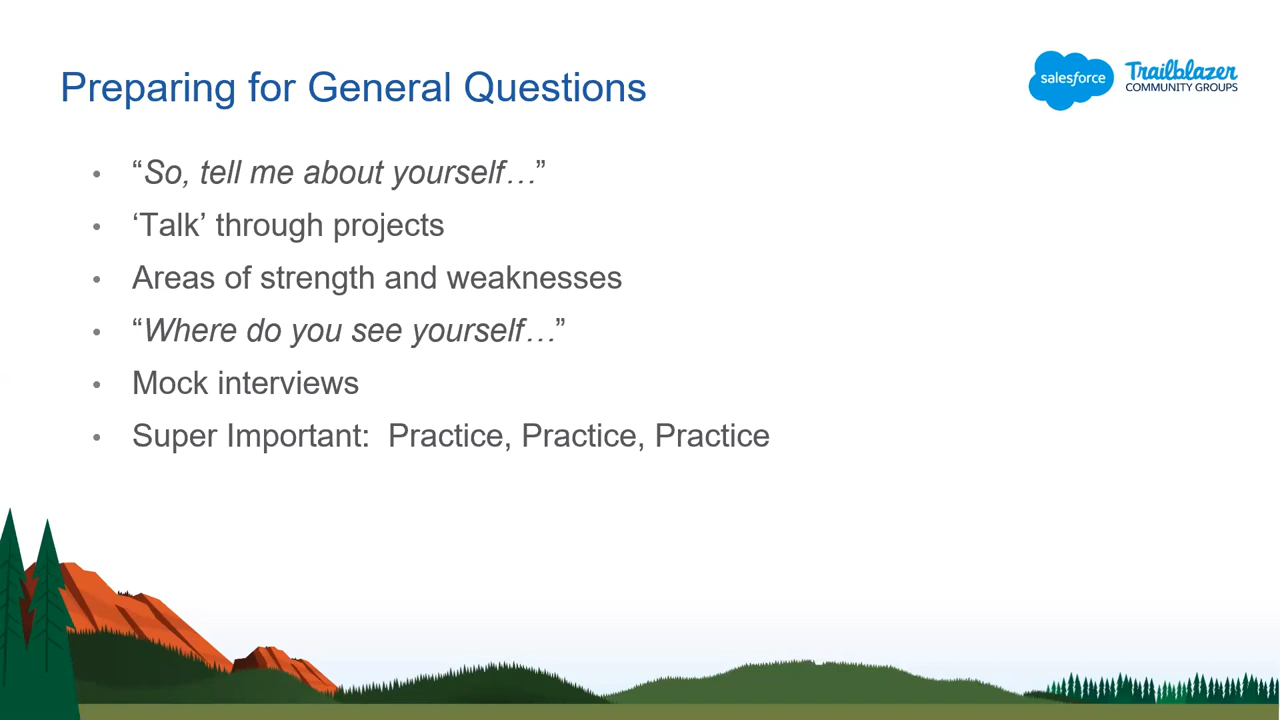 Preparing for General Questions
salesforce
Trailblazer
COMMUNITY GROUPS
• “So, tell me about yourself…”
• ‘Talk’ through projects
• Areas of strength and weaknesses
• “Where do you see yourself…”
• Mock interviews
• Super Important:  Practice, Practice, Practice